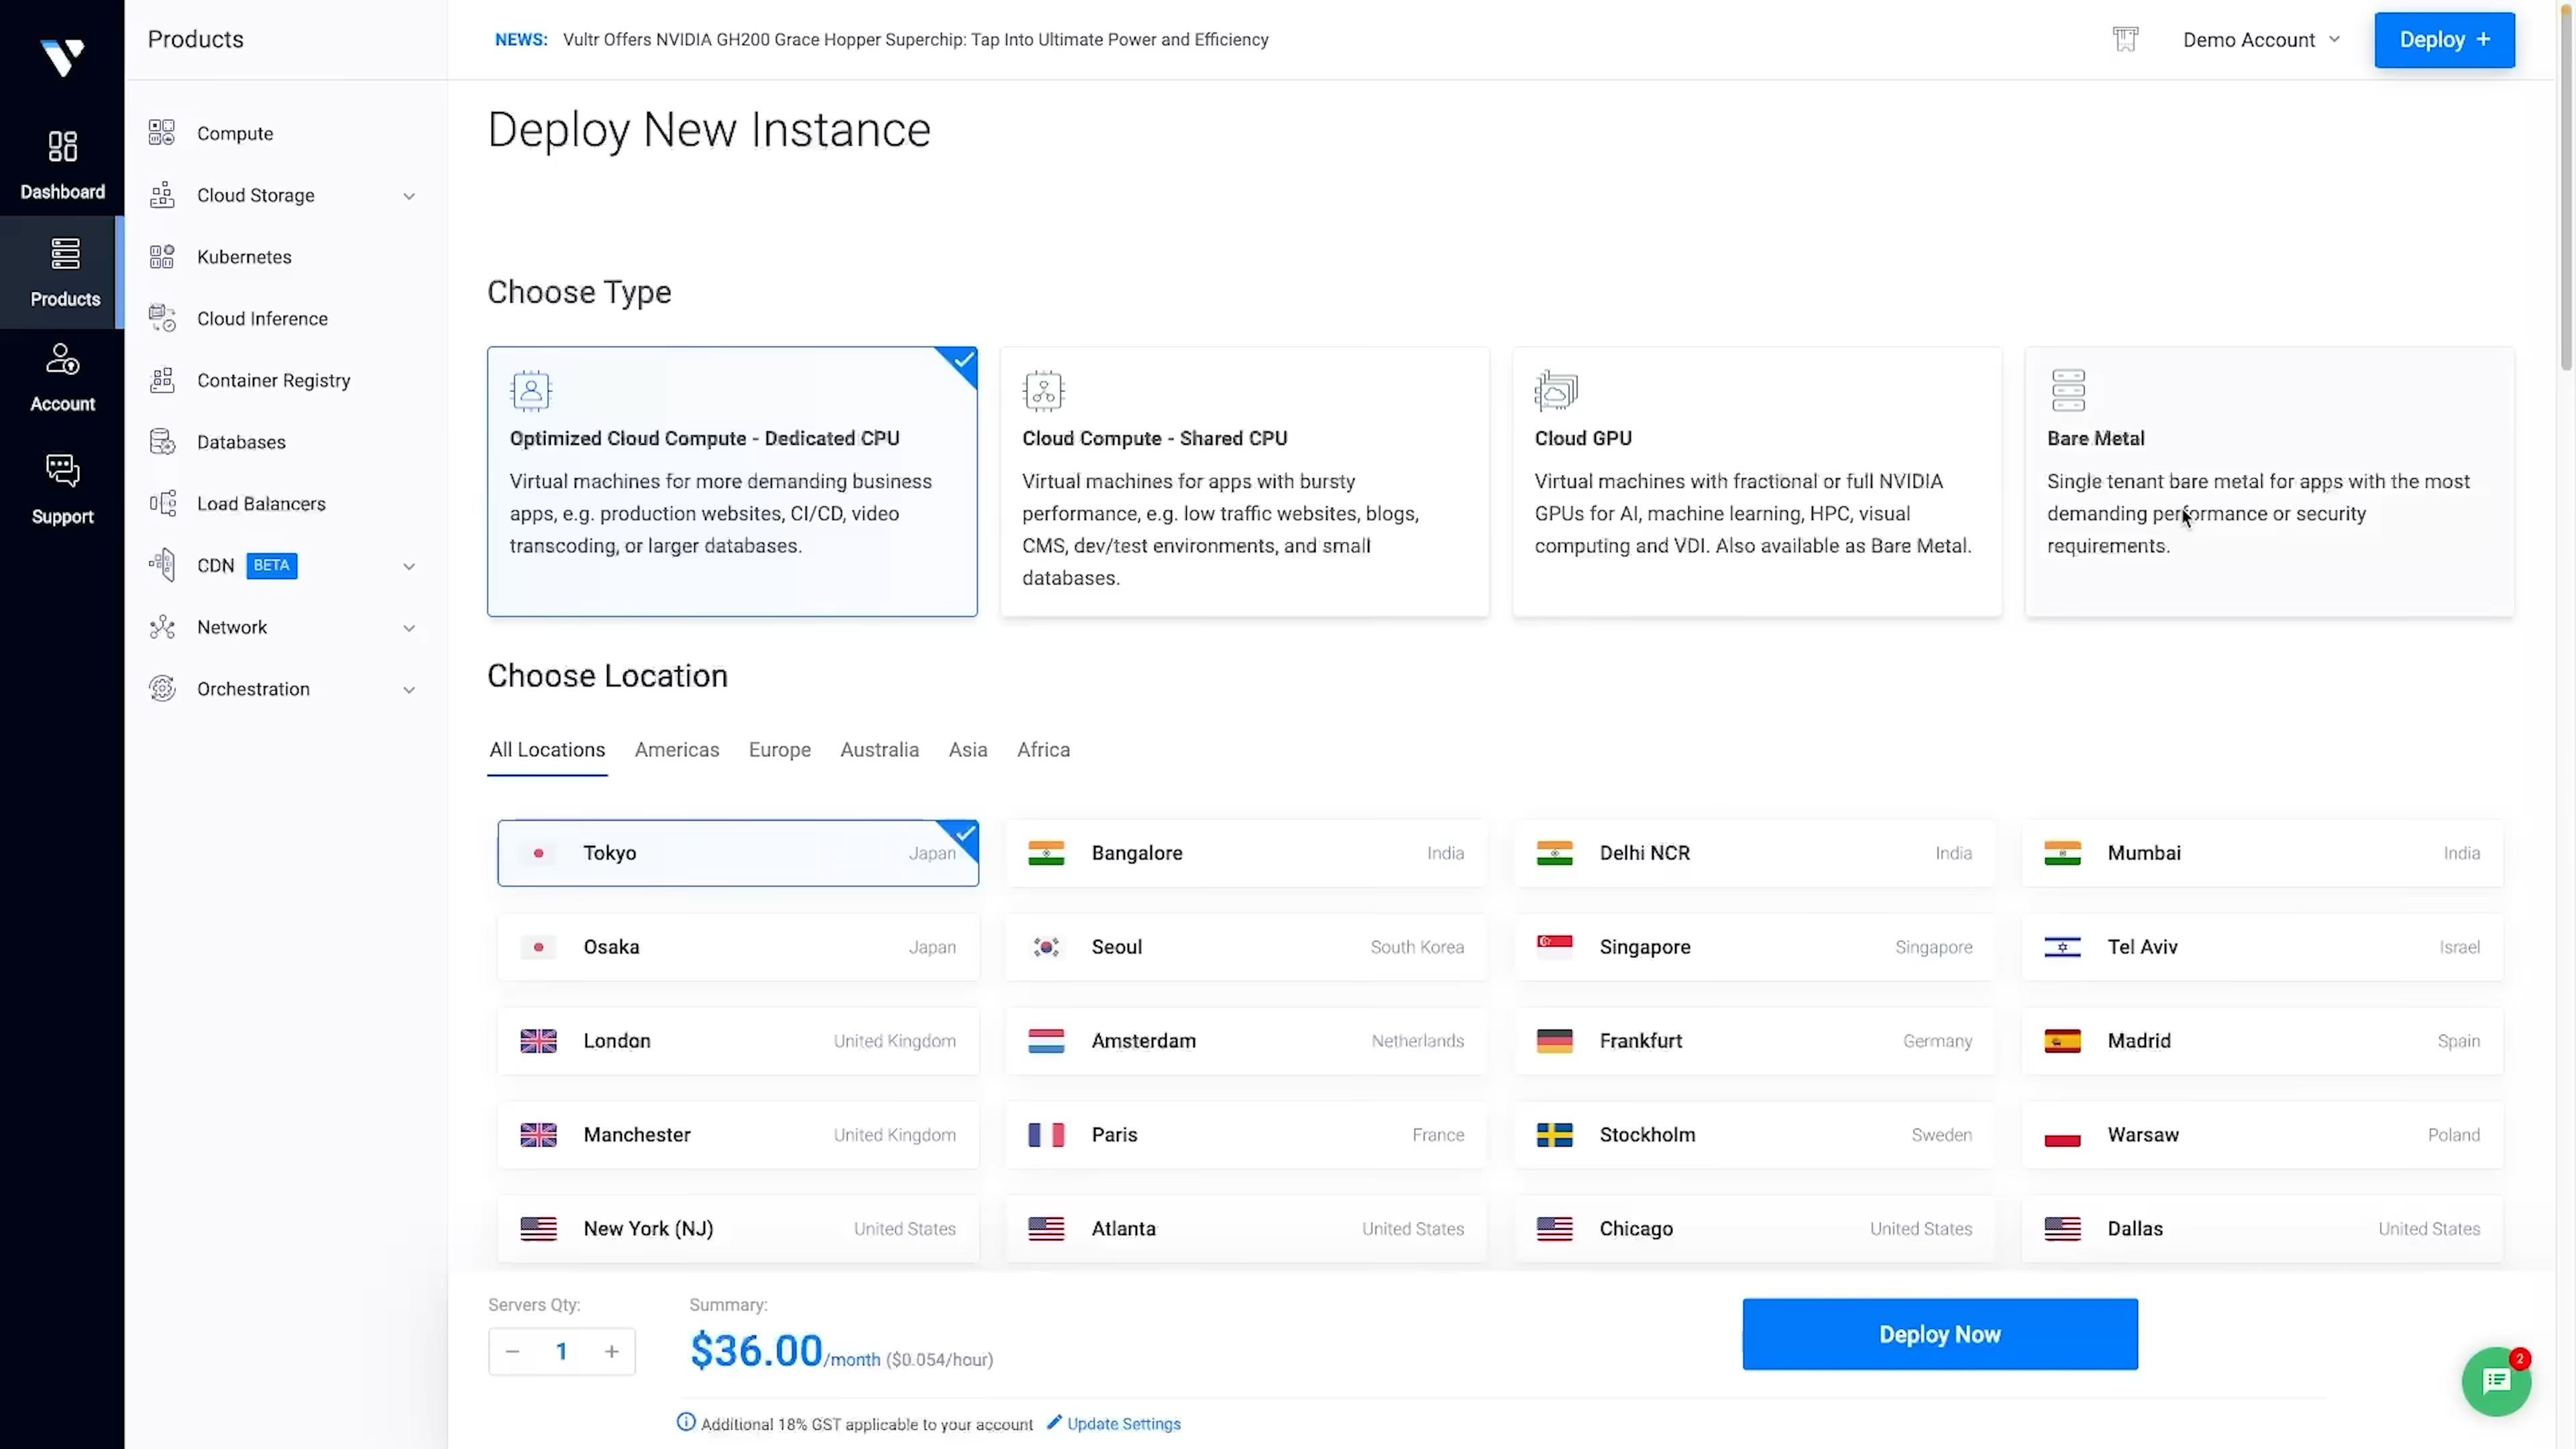 Products
NEWS: Vultr Offers NVIDIA GH200 Grace Hopper Superchip: Tap Into Ultimate Power and Efficiency
Demo Account
Deploy +
Dashboard
Products
Account
Support
Compute
Cloud Storage
Kubernetes
Cloud Inference
Container Registry
Databases
Load Balancers
CDN BETA
Network
Orchestration
Deploy New Instance
Choose Type
Optimized Cloud Compute - Dedicated CPU
Virtual machines for more demanding business
apps, e.g. production websites, CI/CD, video
transcoding, or larger databases.
Cloud Compute - Shared CPU
Virtual machines for apps with bursty
performance, e.g. low traffic websites, blogs,
CMS, dev/test environments, and small
databases.
Cloud GPU
Virtual machines with fractional or full NVIDIA
GPUs for AI, machine learning, HPC, visual
computing and VDI. Also available as Bare Metal.
Bare Metal
Single tenant bare metal for apps with the most
demanding performance or security
requirements.
Choose Location
All Locations Americas Europe Australia Asia Africa
Tokyo Japan
Bangalore India
Delhi NCR India
Mumbai India
Osaka Japan
Seoul South Korea
Singapore Singapore
Tel Aviv Israel
London United Kingdom
Amsterdam Netherlands
Frankfurt Germany
Madrid Spain
Manchester United Kingdom
Paris France
Stockholm Sweden
Warsaw Poland
New York (NJ) United States
Atlanta United States
Chicago United States
Dallas United States
Servers Qty:
− 1 +
Summary:
$36.00/month ($0.054/hour)
Additional 18% GST applicable to your account Update Settings
Deploy Now
2